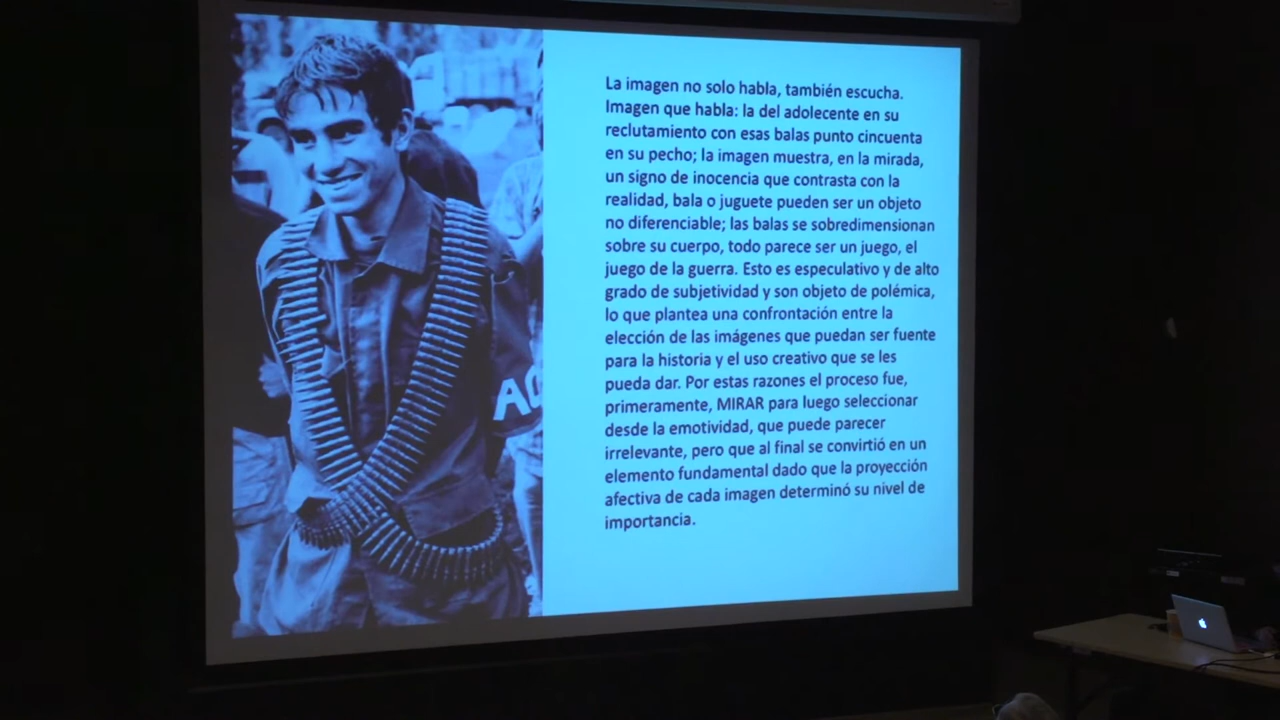 La imagen no solo habla, también escucha.
Imagen que habla: la del adolecente en su
reclutamiento con esas balas punto cincuenta
en su pecho; la imagen muestra, en la mirada,
un signo de inocencia que contrasta con la
realidad, bala o juguete pueden ser un objeto
no diferenciable; las balas se sobredimensionan
sobre su cuerpo, todo parece ser un juego, el
juego de la guerra. Esto es especulativo y de alto
grado de subjetividad y son objeto de polémica,
lo que plantea una confrontación entre la
elección de las imágenes que puedan ser fuente
para la historia y el uso creativo que se les
pueda dar. Por estas razones el proceso fue,
primeramente, MIRAR para luego seleccionar
desde la emotividad, que puede parecer
irrelevante, pero que al final se convirtió en un
elemento fundamental dado que la proyección
afectiva de cada imagen determinó su nivel de
importancia.